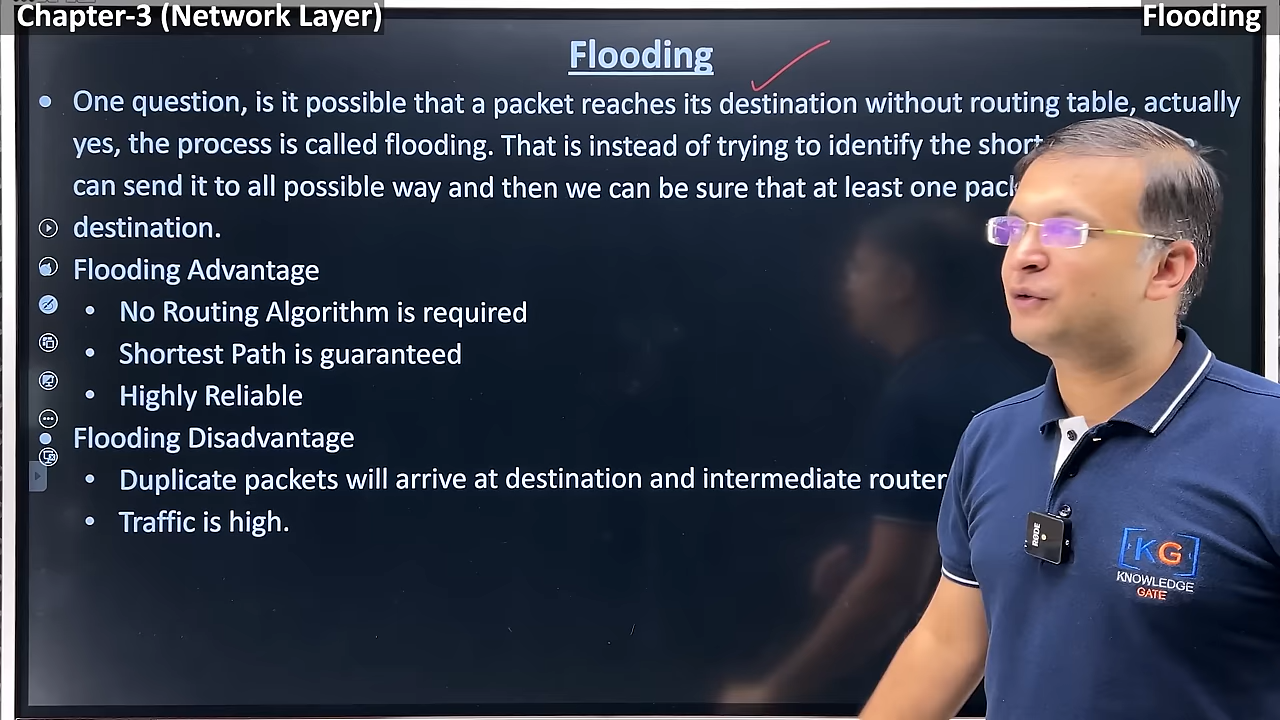 Chapter-3 (Network Layer)
Flooding
Flooding
• One question, is it possible that a packet reaches its destination without routing table, actually
yes, the process is called flooding. That is instead of trying to identify the short
can send it to all possible way and then we can be sure that at least one pack
destination.
Flooding Advantage
• No Routing Algorithm is required
• Shortest Path is guaranteed
• Highly Reliable
• Flooding Disadvantage
• Duplicate packets will arrive at destination and intermediate router
• Traffic is high.
RØDE
KG
KNOWLEDGE
GATE